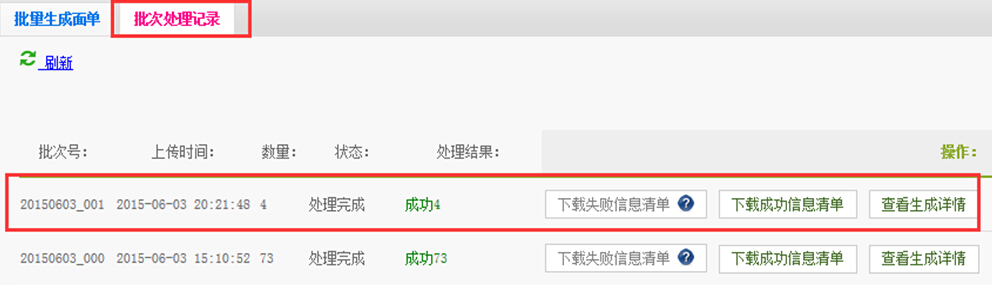 批量生成面单 批次处理记录
刷新
批次号: 上传时间: 数量: 状态: 处理结果: 操作:
20150603_001 2015-06-03 20:21:48 4 处理完成 成功4 下载失败信息清单 ? 下载成功信息清单 查看生成详情
20150603_000 2015-06-03 15:10:52 73 处理完成 成功73 下载失败信息清单 ? 下载成功信息清单 查看生成详情